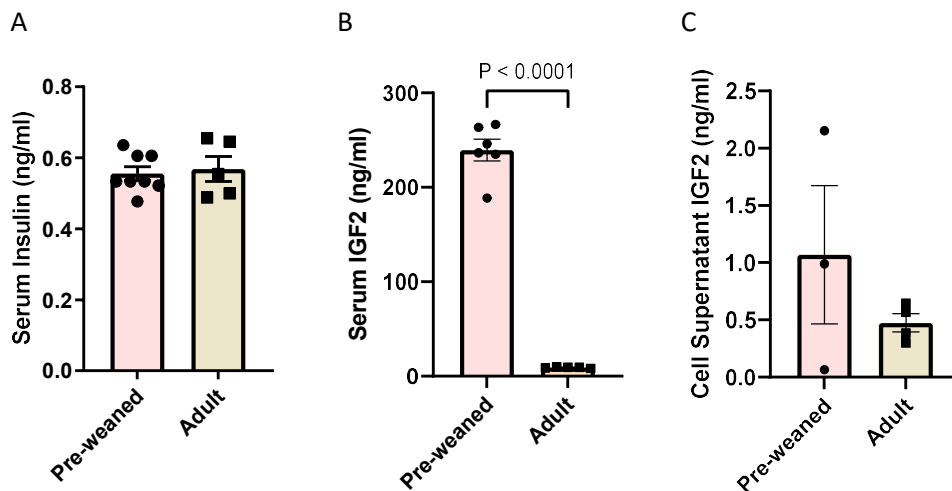 A
Serum Insulin (ng/ml)
0.8
0.6
0.4
0.2
0.0
Pre-weaned
Adult
B
Serum IGF2 (ng/ml)
P < 0.0001
300
200
100
0
Pre-weaned
Adult
C
Cell Supernatant IGF2 (ng/ml)
2.5
2.0
1.5
1.0
0.5
0.0
Pre-weaned
Adult